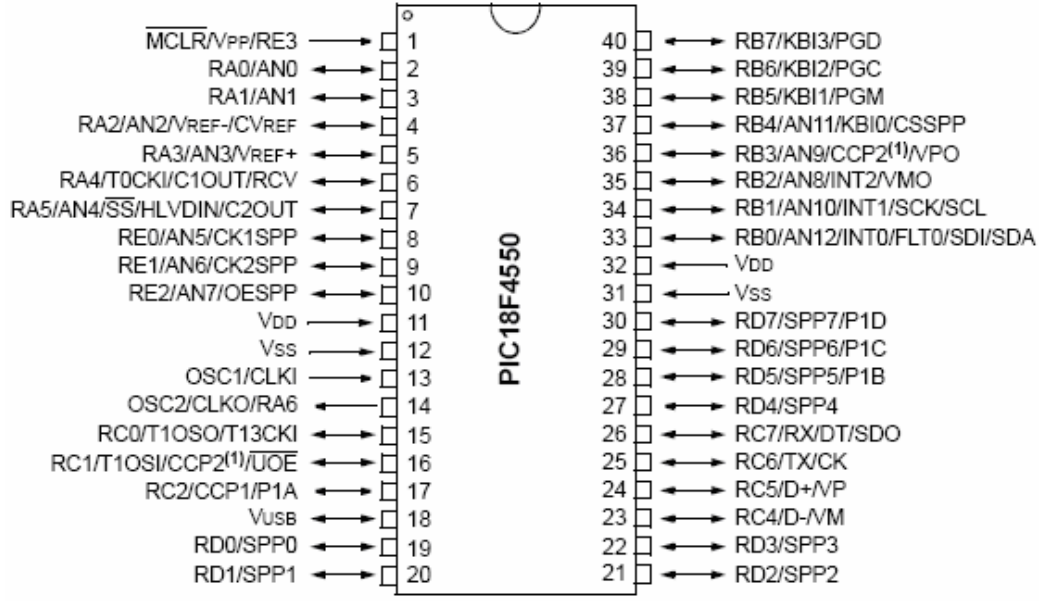 MCLR/VPP/RE3 1 40 RB7/KBI3/PGD
RA0/AN0 2 39 RB6/KBI2/PGC
RA1/AN1 3 38 RB5/KBI1/PGM
RA2/AN2/VREF-/CVREF 4 37 RB4/AN11/KBI0/CSSPP
RA3/AN3/VREF+ 5 36 RB3/AN9/CCP2(1)/VPO
RA4/T0CKI/C1OUT/RCV 6 35 RB2/AN8/INT2/VMO
RA5/AN4/SS/HLVDIN/C2OUT 7 34 RB1/AN10/INT1/SCK/SCL
RE0/AN5/CK1SPP 8 33 RB0/AN12/INT0/FLT0/SDI/SDA
RE1/AN6/CK2SPP 9 32 VDD
RE2/AN7/OESPP 10 31 VSS
VDD 11 30 RD7/SPP7/P1D
VSS 12 29 RD6/SPP6/P1C
OSC1/CLKI 13 28 RD5/SPP5/P1B
OSC2/CLKO/RA6 14 27 RD4/SPP4
RC0/T1OSO/T13CKI 15 26 RC7/RX/DT/SDO
RC1/T1OSI/CCP2(1)/UOE 16 25 RC6/TX/CK
RC2/CCP1/P1A 17 24 RC5/D+/VP
VUSB 18 23 RC4/D-/VM
RD0/SPP0 19 22 RD3/SPP3
RD1/SPP1 20 21 RD2/SPP2
PIC18F4550